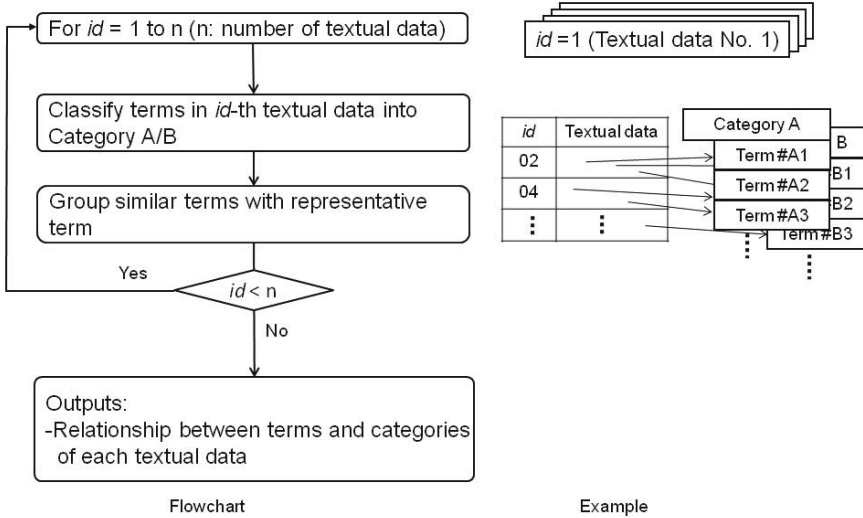 For id = 1 to n (n: number of textual data)
Classify terms in id-th textual data into
Category A/B
Group similar terms with representative
term
Yes
id < n
No
Outputs:
-Relationship between terms and categories
of each textual data
Flowchart
id =1 (Textual data No. 1)
id
Textual data
02
04
Category A
Term #A1
Term #A2
Term #A3
B
B1
B2
Term #B3
Example